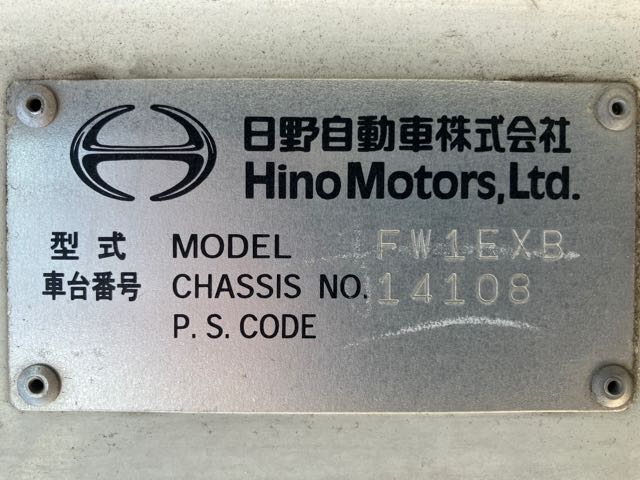 日野自動車株式会社
Hino Motors, Ltd.
型式 MODEL FW1EXB
車台番号 CHASSIS NO. 14108
P. S. CODE